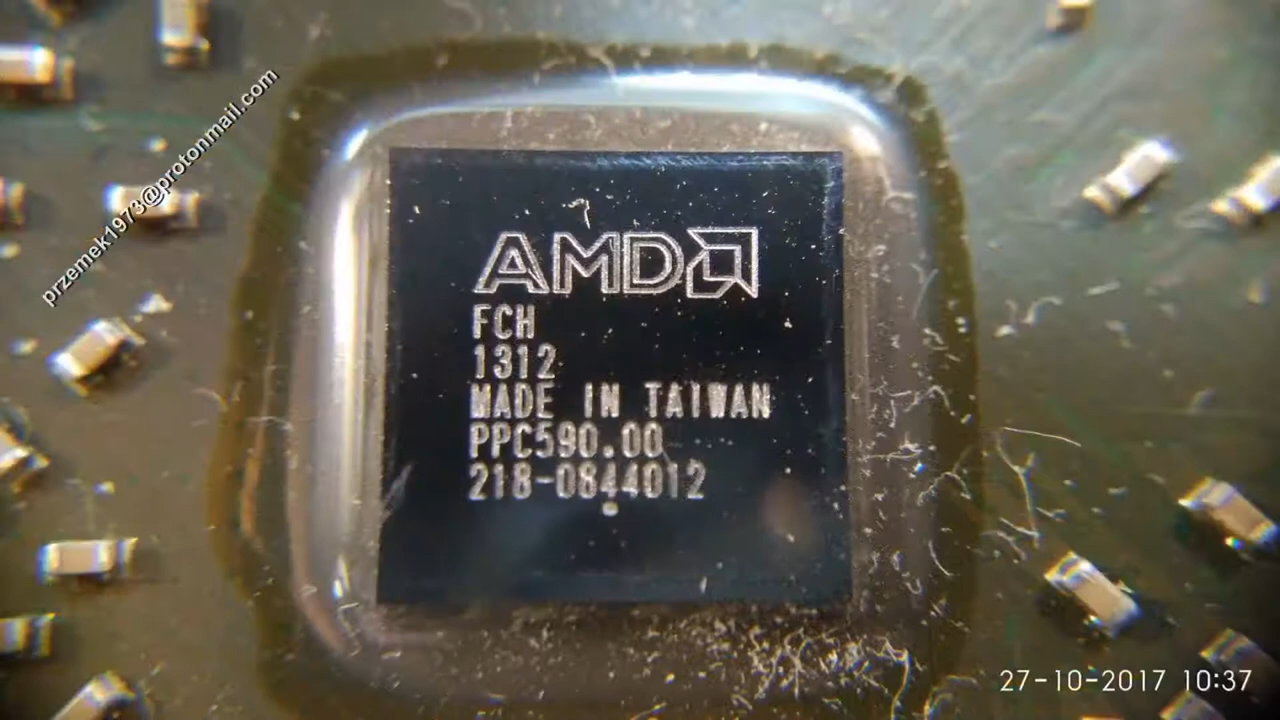 przemek1973@protonmail.com
AMD
FCH
1312
MADE IN TAIWAN
PPC590.00
218-0844012
27-10-2017 10:37